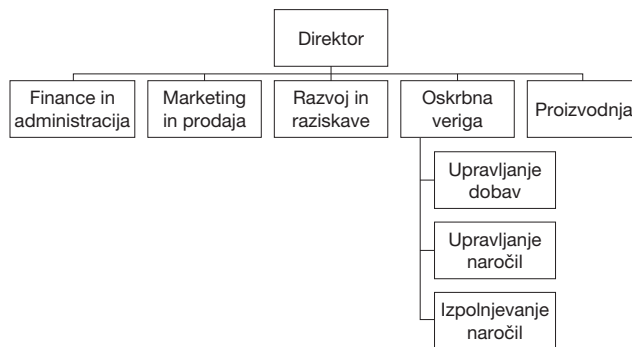 Direktor
Finance in
administracija
Marketing
in prodaja
Razvoj in
raziskave
Oskrbna
veriga
Proizvodnja
Upravljanje
dobav
Upravljanje
naročil
Izpolnjevanje
naročil